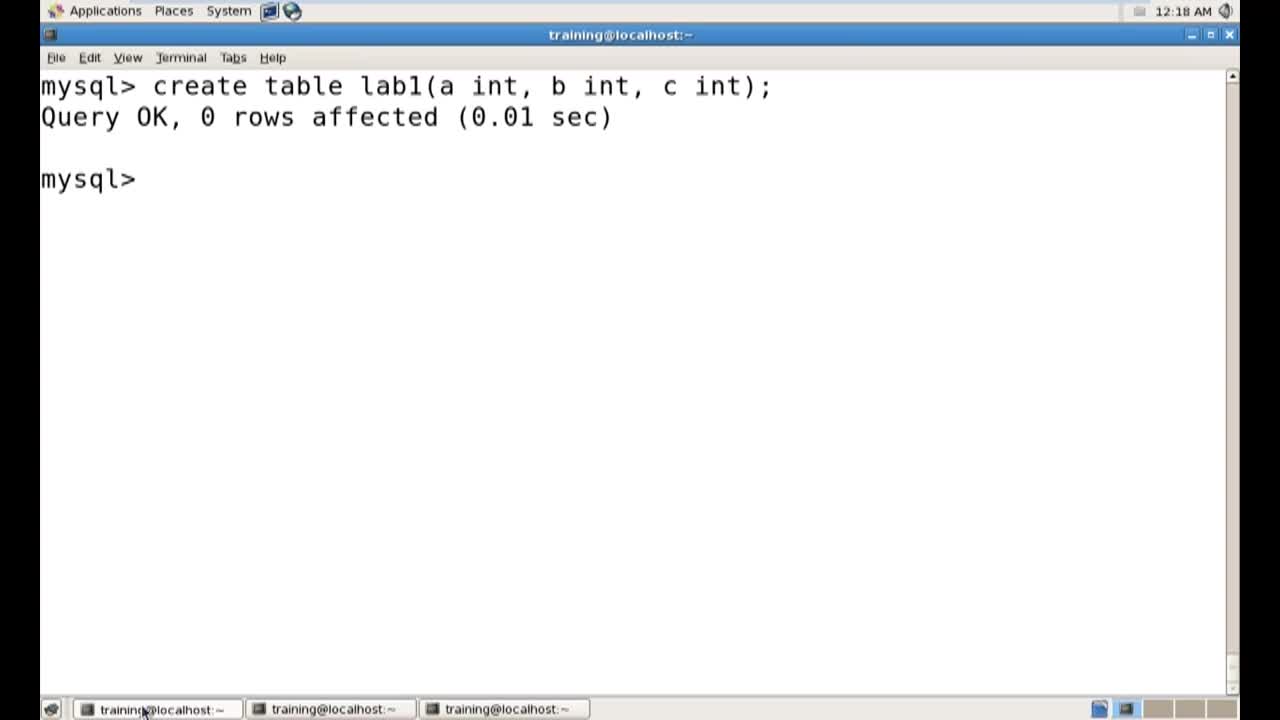 Applications Places System 12:18 AM
training@localhost:~
File Edit View Terminal Tabs Help
mysql> create table lab1(a int, b int, c int);
Query OK, 0 rows affected (0.01 sec)
mysql>
training@localhost:~ training@localhost:~ training@localhost:~